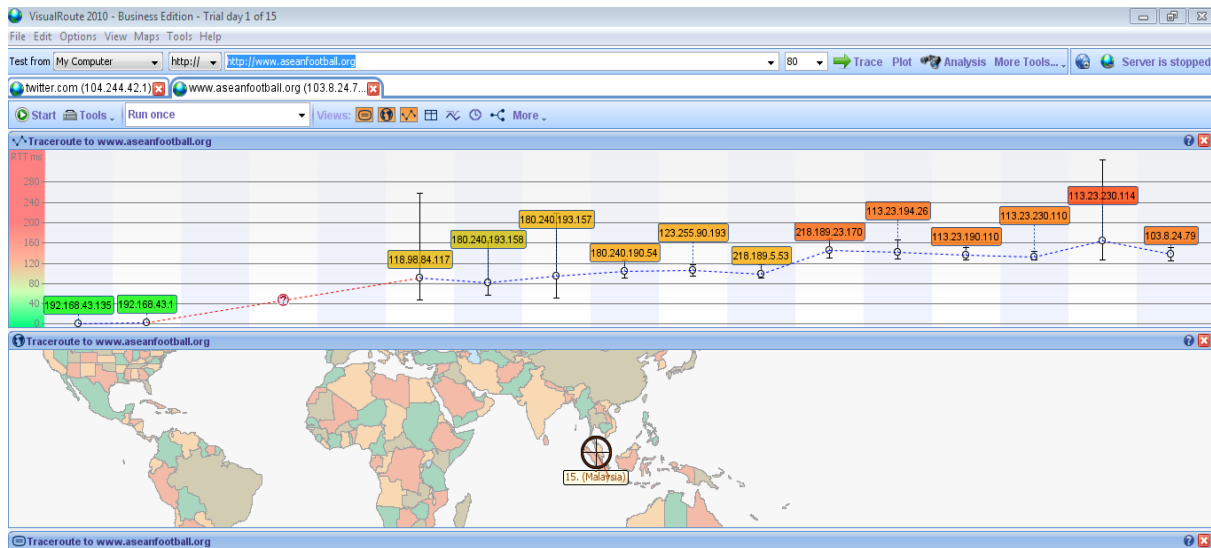 VisualRoute 2010 - Business Edition - Trial day 1 of 15
File Edit Options View Maps Tools Help
Test from My Computer http:// http://www.aseanfootball.org 80 Trace Plot Analysis More Tools... Server is stopped
twitter.com (104.244.42.1) www.aseanfootball.org (103.8.24.7...
Start Tools Run once Views: More
Traceroute to www.aseanfootball.org
RTT ms
280
240
200
160
120
80
40
0
192.168.43.135
192.168.43.1
?
118.98.84.117
180.240.193.158
180.240.193.157
180.240.190.54
123.255.90.193
218.189.5.53
218.189.23.170
113.23.194.26
113.23.190.110
113.23.230.110
113.23.230.114
103.8.24.79
Traceroute to www.aseanfootball.org
15. (Malaysia)
Traceroute to www.aseanfootball.org